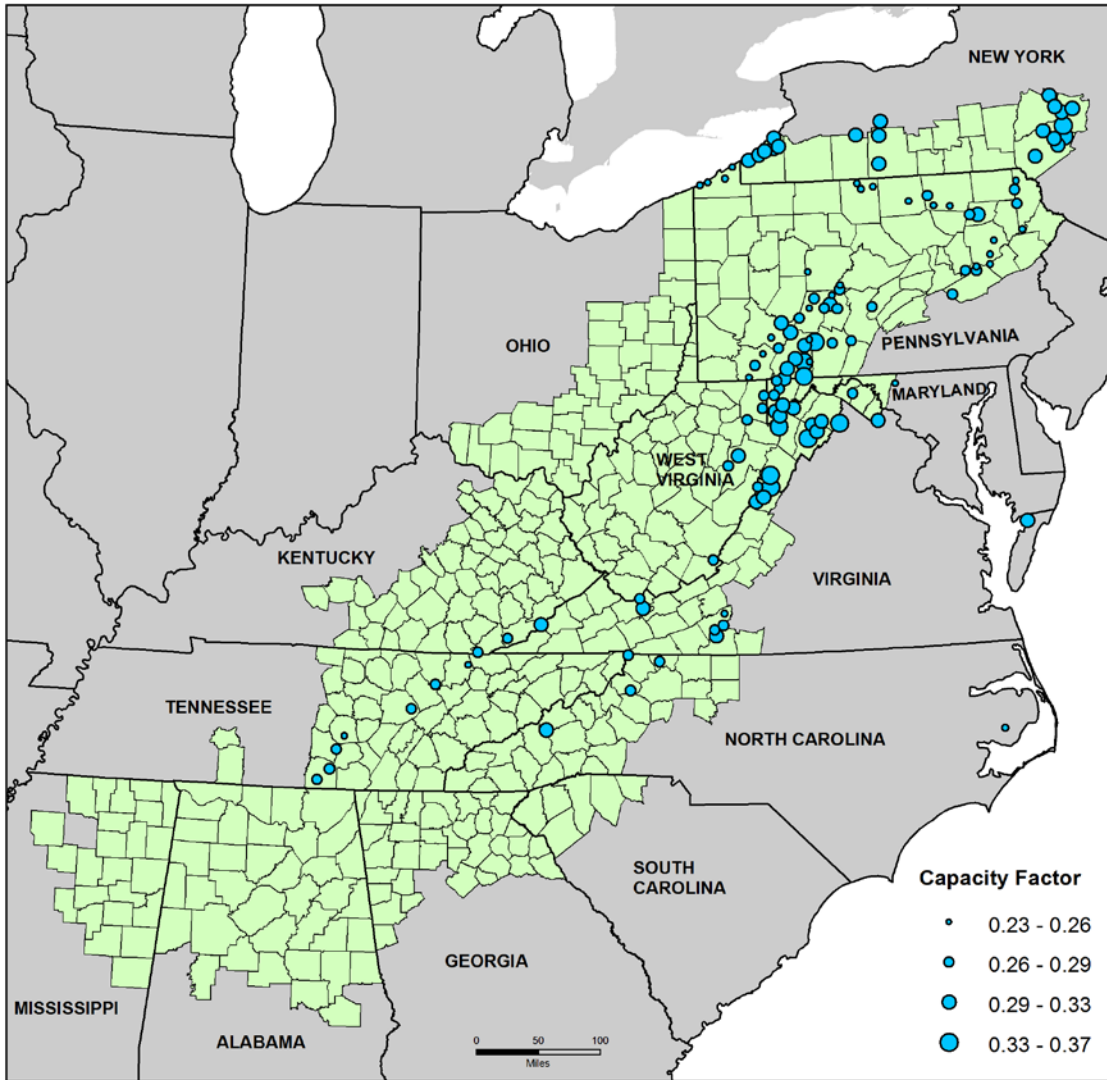 NEW YORK
OHIO
PENNSYLVANIA
MARYLAND
WEST
VIRGINIA
KENTUCKY
VIRGINIA
TENNESSEE
NORTH CAROLINA
SOUTH
CAROLINA
GEORGIA
MISSISSIPPI
ALABAMA
0 50 100
Miles
Capacity Factor
0.23 - 0.26
0.26 - 0.29
0.29 - 0.33
0.33 - 0.37